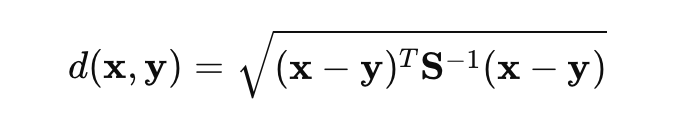 d(𝐱, 𝐲) = √(𝐱 − 𝐲)ᵀ𝐒⁻¹(𝐱 − 𝐲)